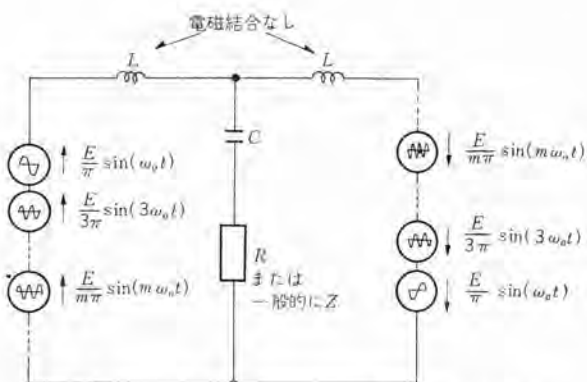 電磁結合なし
L
L
C
E/π sin(ω₀t)
E/3π sin(3ω₀t)
E/mπ sin(mω₀t)
R
または
一般的にZ
E/mπ sin(mω₀t)
E/3π sin(3ω₀t)
E/π sin(ω₀t)